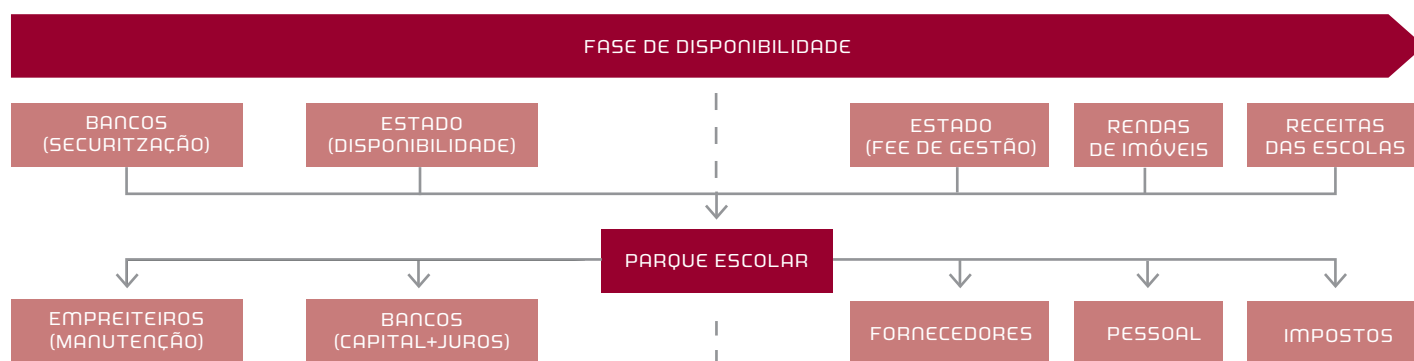 FASE DE DISPONIBILIDADE
BANCOS
(SECURITZAÇÃO)
ESTADO
(DISPONIBILIDADE)
ESTADO
(FEE DE GESTÃO)
RENDAS
DE IMÓVEIS
RECEITAS
DAS ESCOLAS
PARQUE ESCOLAR
EMPREITEIROS
(MANUTENÇÃO)
BANCOS
(CAPITAL+JUROS)
FORNECEDORES
PESSOAL
IMPOSTOS